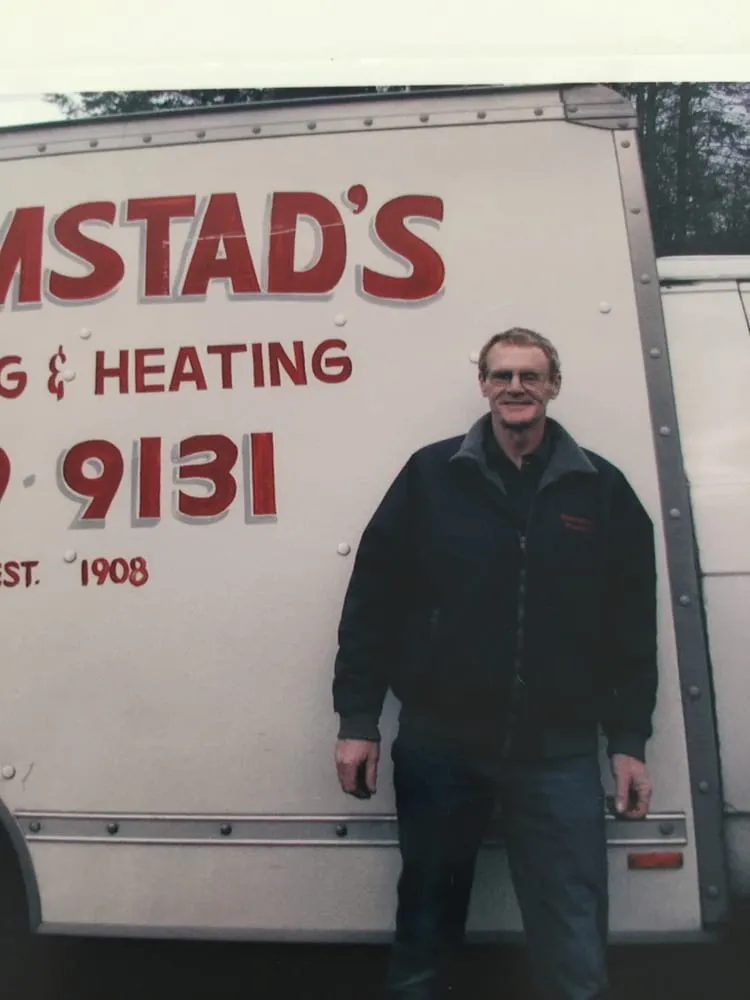 MSTAD'S
G & HEATING
9131
EST. 1908